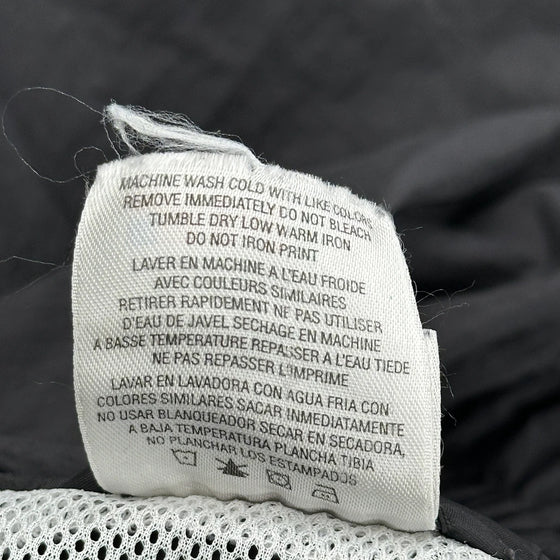 MACHINE WASH COLD WITH LIKE COLORS
REMOVE IMMEDIATELY DO NOT BLEACH
TUMBLE DRY LOW WARM IRON
DO NOT IRON PRINT
LAVER EN MACHINE A L'EAU FROIDE
AVEC COULEURS SIMILAIRES
RETIRER RAPIDEMENT NE PAS UTILISER
D'EAU DE JAVEL SECHAGE EN MACHINE
A BASSE TEMPERATURE REPASSER A L'EAU TIEDE
NE PAS REPASSER L'IMPRIME
LAVAR EN LAVADORA CON AGUA FRIA CON
COLORES SIMILARES SACAR INMEDIATAMENTE
NO USAR BLANQUEADOR SECAR EN SECADORA,
A BAJA TEMPERATURA PLANCHA TIBIA
NO PLANCHAR LOS ESTAMPADOS